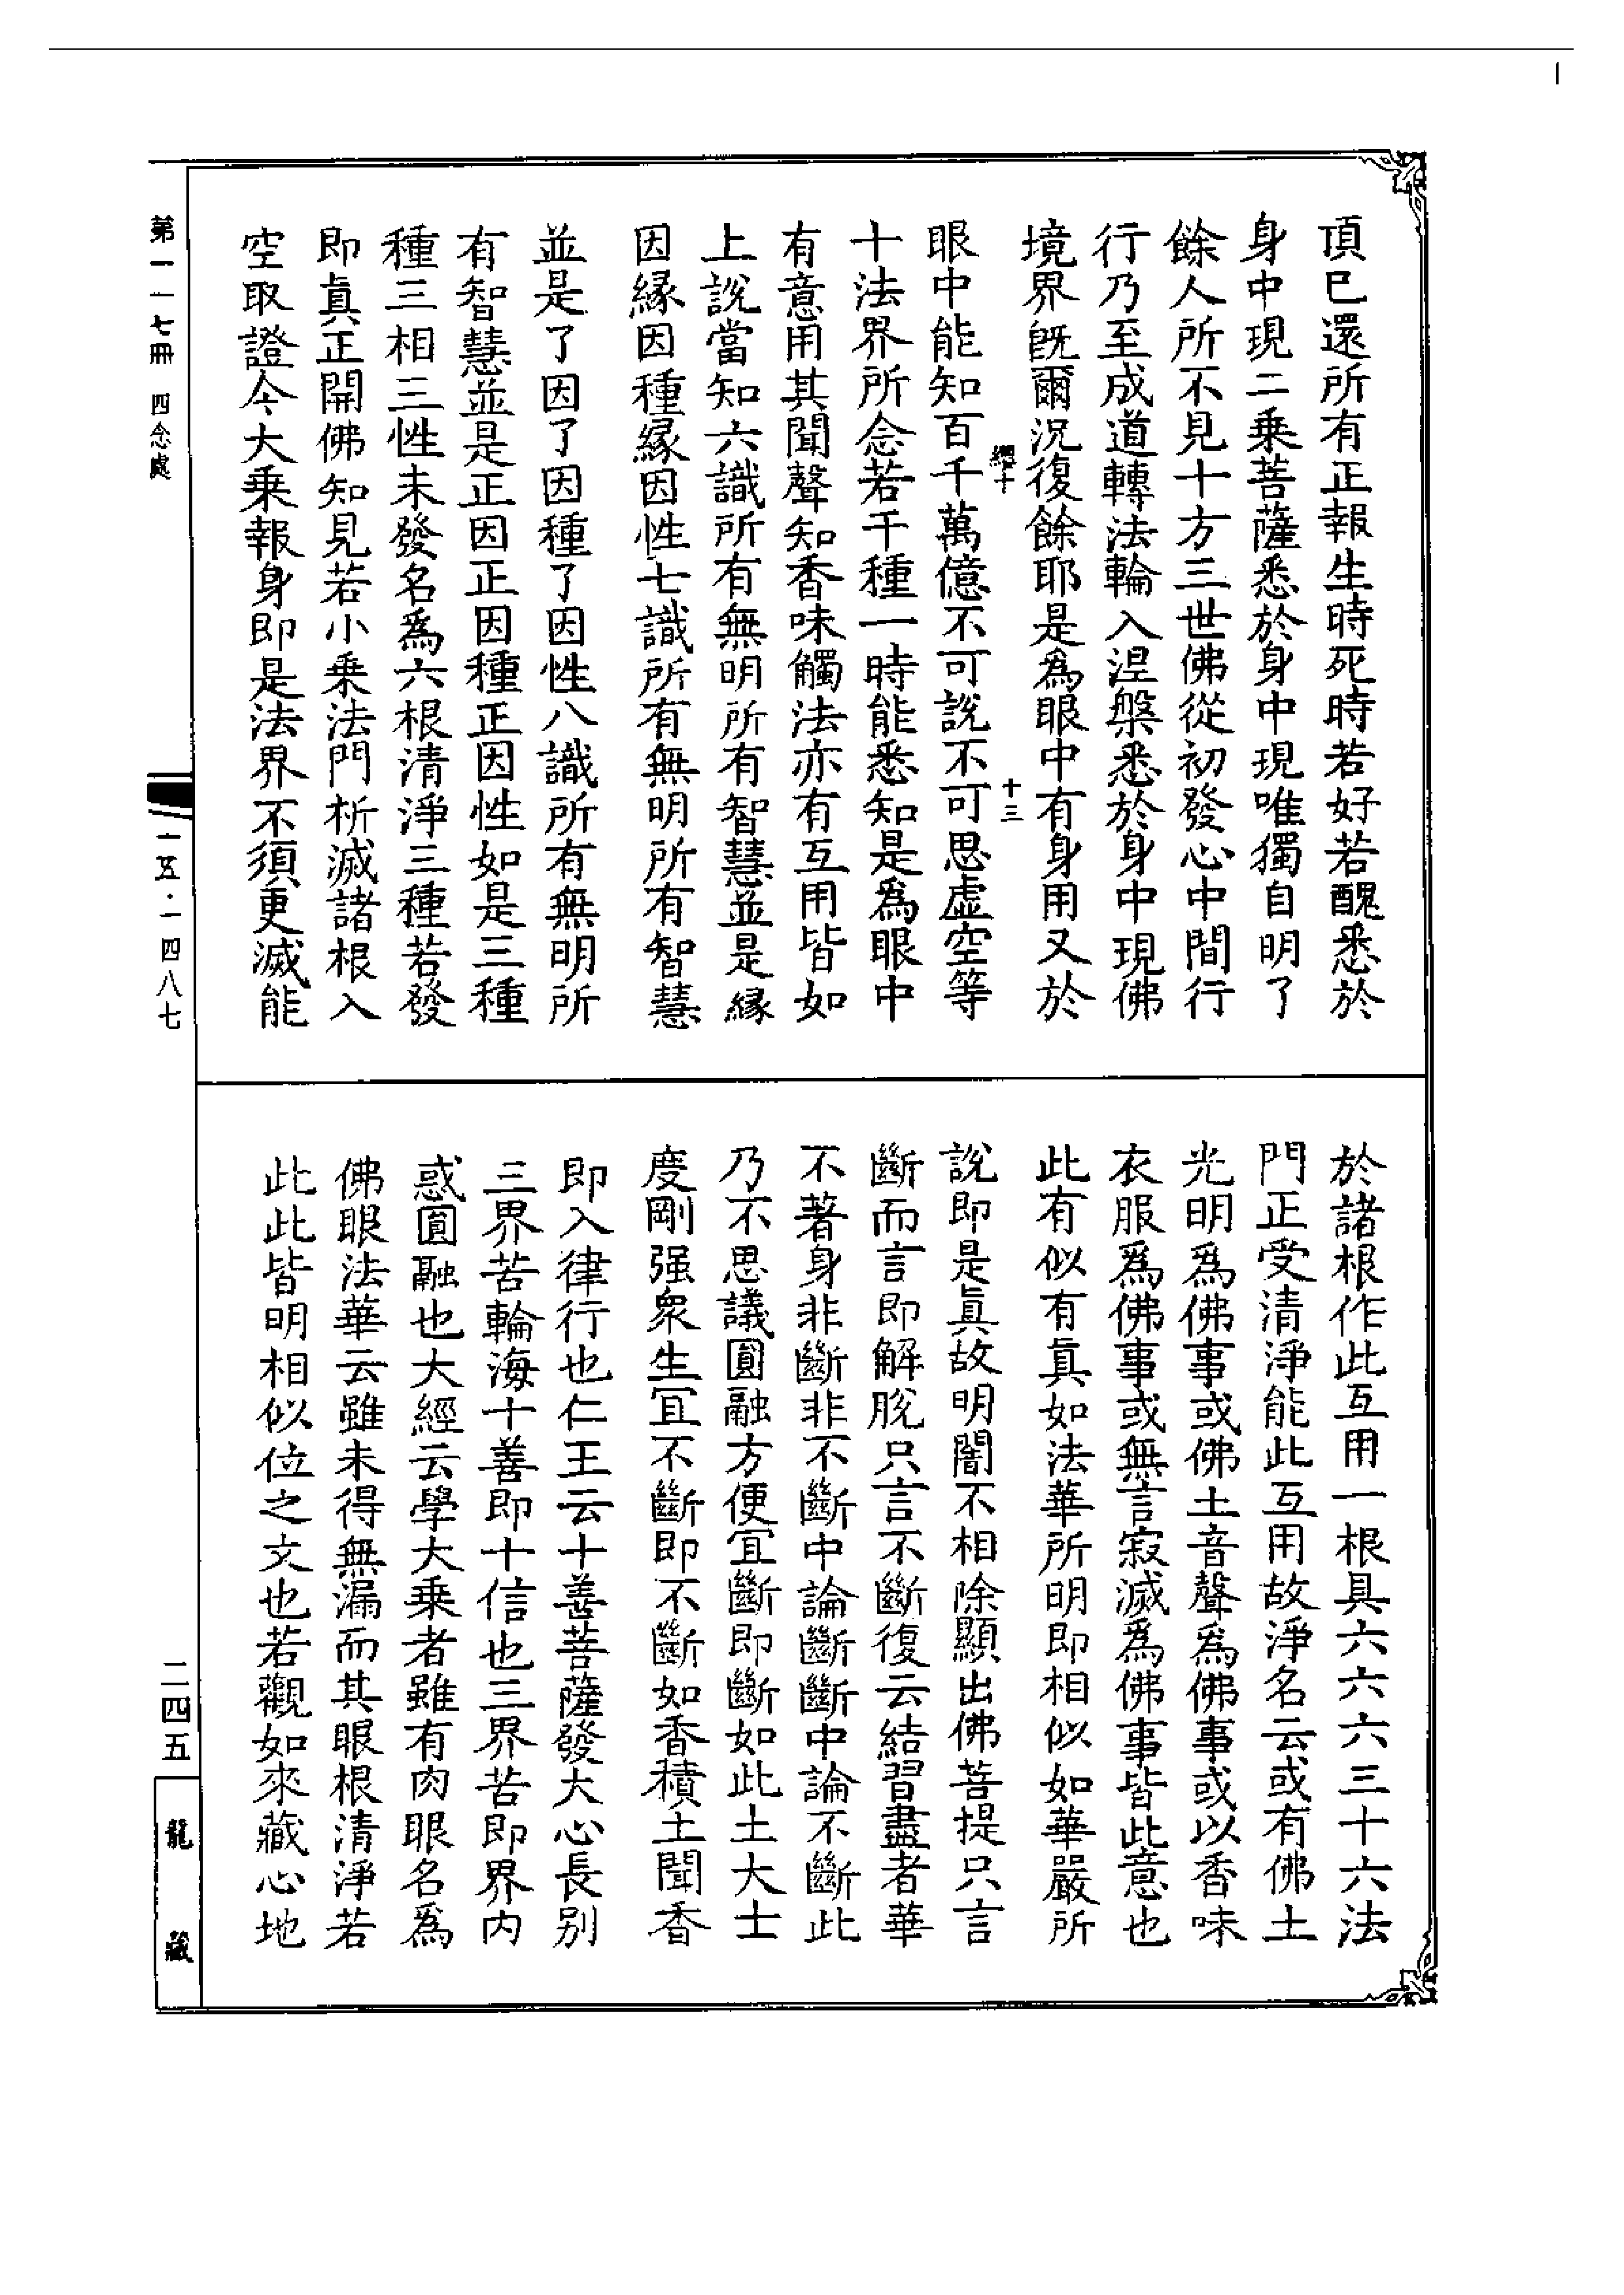 頂巳還所有正報生時死時若好若醜悉於
身中現二乘菩薩悉於身中現唯獨自明了
餘人所不見十方三世佛從初發心中間行
行乃至成道轉法輪入涅槃悉於身中現佛
境界旣爾況復餘耶是爲眼中有身用又於
十三
眼中能知百千萬億不可說不可思虛空等
十法界所念若干種一時能悉知是爲眼中
有意用其聞聲知香味觸法亦有互用皆如
上說當知六識所有無明所有智慧並是緣
因緣因種緣因性七識所有無明所有智慧
並是了因了因種了因性八識所有無明所
有智慧並是正因正因種正因性如是三種
種三相三性未發名爲六根清淨三種若發
即眞正開佛知見若小乘法門析滅諸根入
空取證今大乘報身即是法界不須更滅能
於諸根作此互用一根具六六六三十六法
門正受清淨能此互用故淨名云或有佛土
光明爲佛事或佛土音聲爲佛事或以香味
衣服爲佛事或無言寂滅爲佛事皆此意也
此有似有真如法華所明即相似如華嚴所
說即是眞故明闇不相除顯出佛菩提只言
斷而言即解脫只言不斷復云結習盡者華
不著身非斷非不斷中論斷斷中論不斷此
乃不思議圓融方便宜斷即斷如此土大士
度剛强衆生宜不斷即不斷如香積土聞香
即入律行也仁王云十善菩薩發大心長别
三界苦輪海十善即十信也三界苦即界内
惑圓融也大經云學大乘者雖有肉眼名爲
佛眼法華云雖未得無漏而其眼根清淨若
此此皆明相似位之文也若觀如來藏心地
第一一七冊 四念處
一五·一四八七
二四五
龍藏